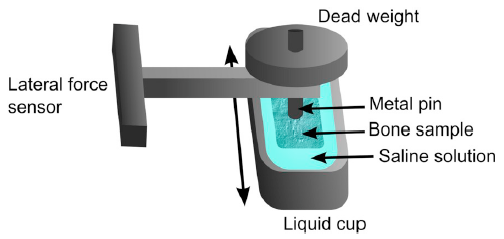 Dead weight
Lateral force
sensor
Metal pin
Bone sample
Saline solution
Liquid cup